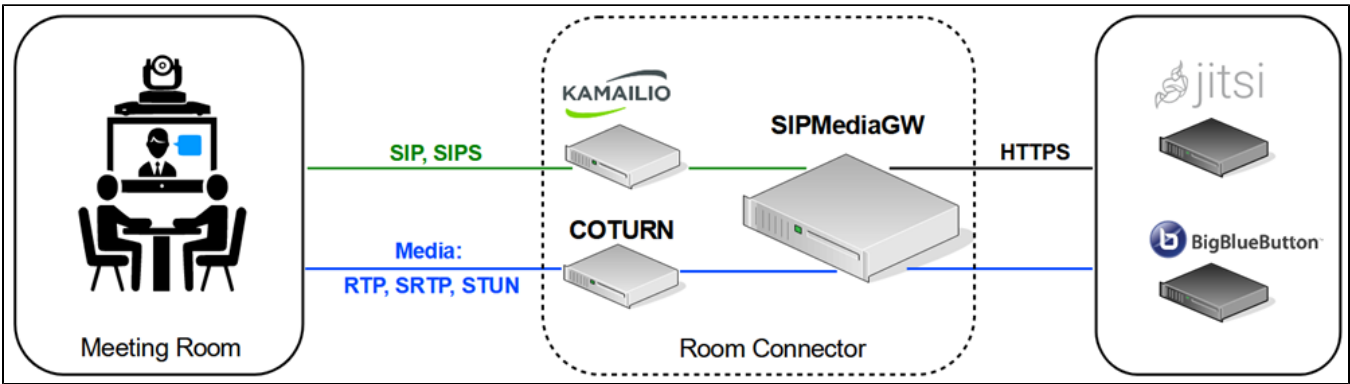 KAMAILIO
SIPMediaGW
jitsi
SIP, SIPS
HTTPS
COTURN
Media:
RTP, SRTP, STUN
BigBlueButton
Meeting Room
Room Connector